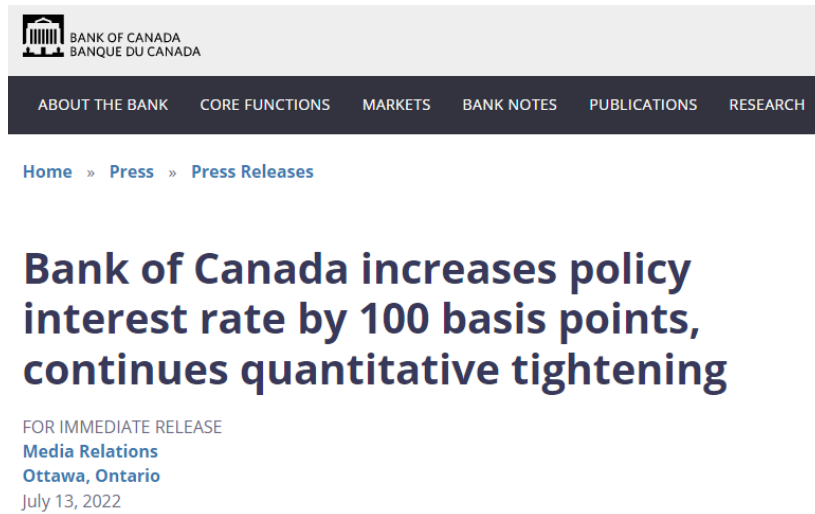 BANK OF CANADA
BANQUE DU CANADA
ABOUT THE BANK CORE FUNCTIONS MARKETS BANK NOTES PUBLICATIONS RESEARCH
Home » Press » Press Releases
Bank of Canada increases policy
interest rate by 100 basis points,
continues quantitative tightening
FOR IMMEDIATE RELEASE
Media Relations
Ottawa, Ontario
July 13, 2022